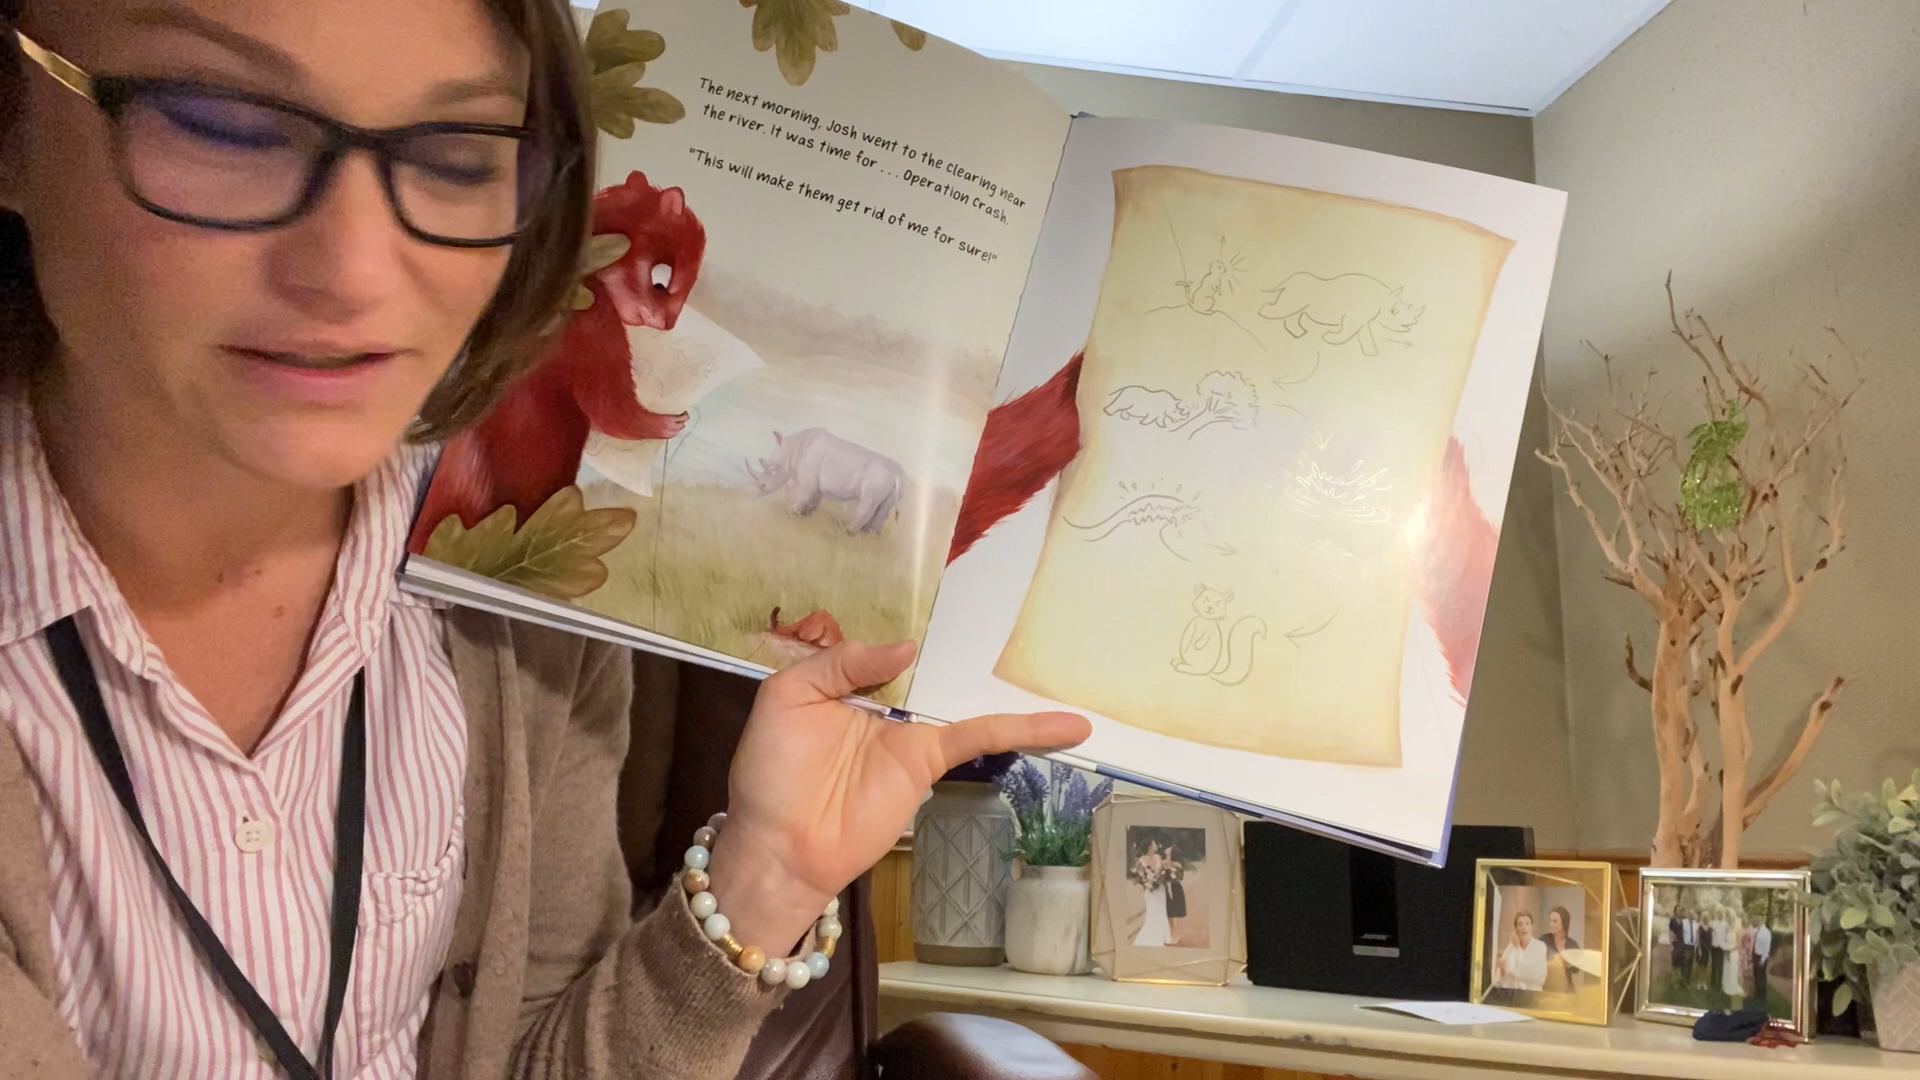 The next morning, Josh went to the clearing near
the river. It was time for . . . Operation Crash.
"This will make them get rid of me for sure!"
BOSE